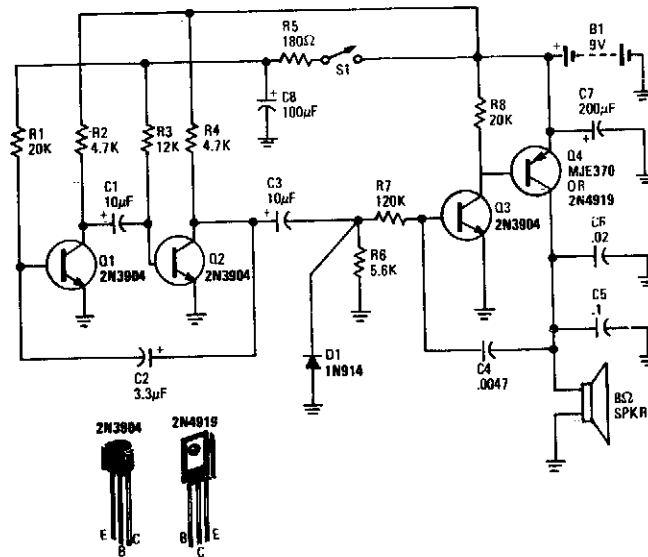 R5
180Ω
S1
B1
9V
+
C8
100µF
+
R1
20K
R2
4.7K
R3
12K
R4
4.7K
R8
20K
C7
200µF
+
Q4
MJE370
OR
2N4919
C1
10µF
+
C3
10µF
+
R7
120K
Q3
2N3904
Q1
2N3904
Q2
2N3904
R6
5.6K
C6
.02
C5
.1
C2
3.3µF
+
D1
1N914
C4
.0047
8Ω
SPKR
2N3904
2N4919
E
B
C
B
C
E